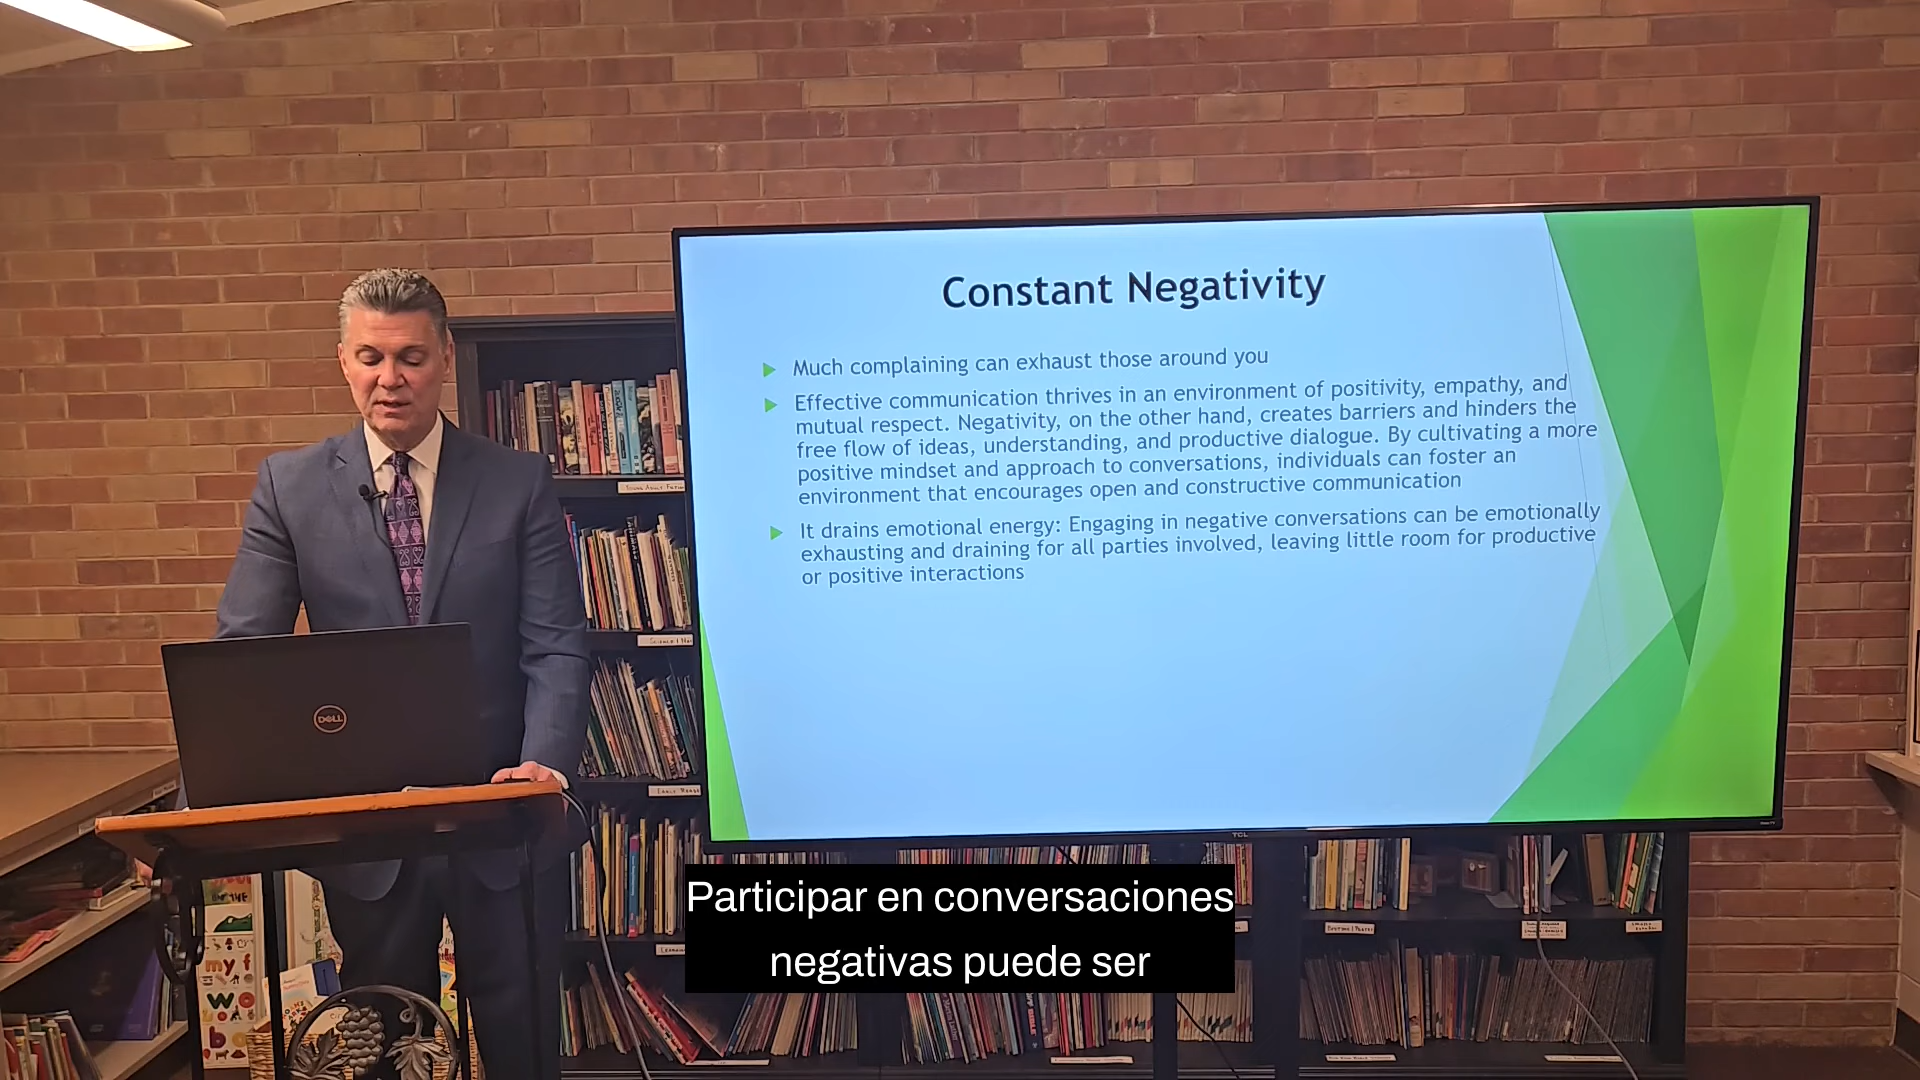 Constant Negativity
Much complaining can exhaust those around you
Effective communication thrives in an environment of positivity, empathy, and
mutual respect. Negativity, on the other hand, creates barriers and hinders the
free flow of ideas, understanding, and productive dialogue. By cultivating a more
positive mindset and approach to conversations, individuals can foster an
environment that encourages open and constructive communication
It drains emotional energy: Engaging in negative conversations can be emotionally
exhausting and draining for all parties involved, leaving little room for productive
or positive interactions
DELL
TCL
Participar en conversaciones
negativas puede ser